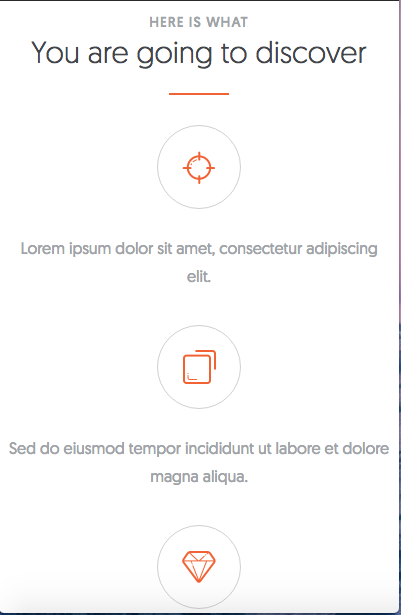 HERE IS WHAT
You are going to discover
Lorem ipsum dolor sit amet, consectetur adipiscing
elit.
Sed do eiusmod tempor incididunt ut labore et dolore
magna aliqua.